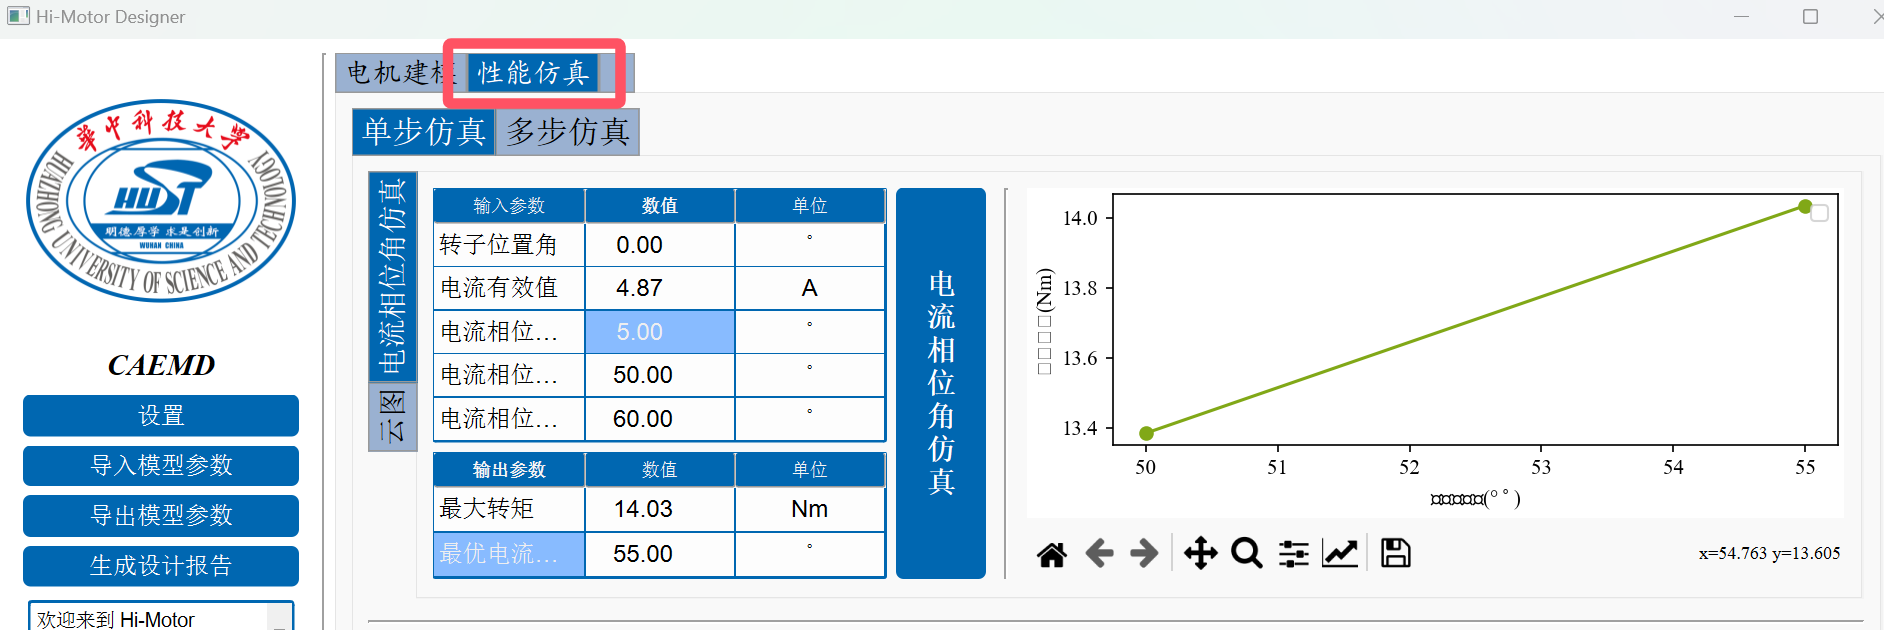 Hi-Motor Designer
电机建模
性能仿真
单步仿真
多步仿真
华中科技大学
HUAZHONG UNIVERSITY OF SCIENCE AND TECHNOLOGY
HUST
明德厚学 求是创新
WUHAN CHINA
CAEMD
设置
导入模型参数
导出模型参数
生成设计报告
欢迎来到 Hi-Motor
电流相位角仿真
云图
输入参数 数值 单位
转子位置角 0.00 °
电流有效值 4.87 A
电流相位... 5.00 °
电流相位... 50.00 °
电流相位... 60.00 °
输出参数 数值 单位
最大转矩 14.03 Nm
最优电流... 55.00 °
电流相位角仿真
□□□□(Nm)
14.0
13.8
13.6
13.4
50 51 52 53 54 55
□□□□□(°°)
x=54.763 y=13.605